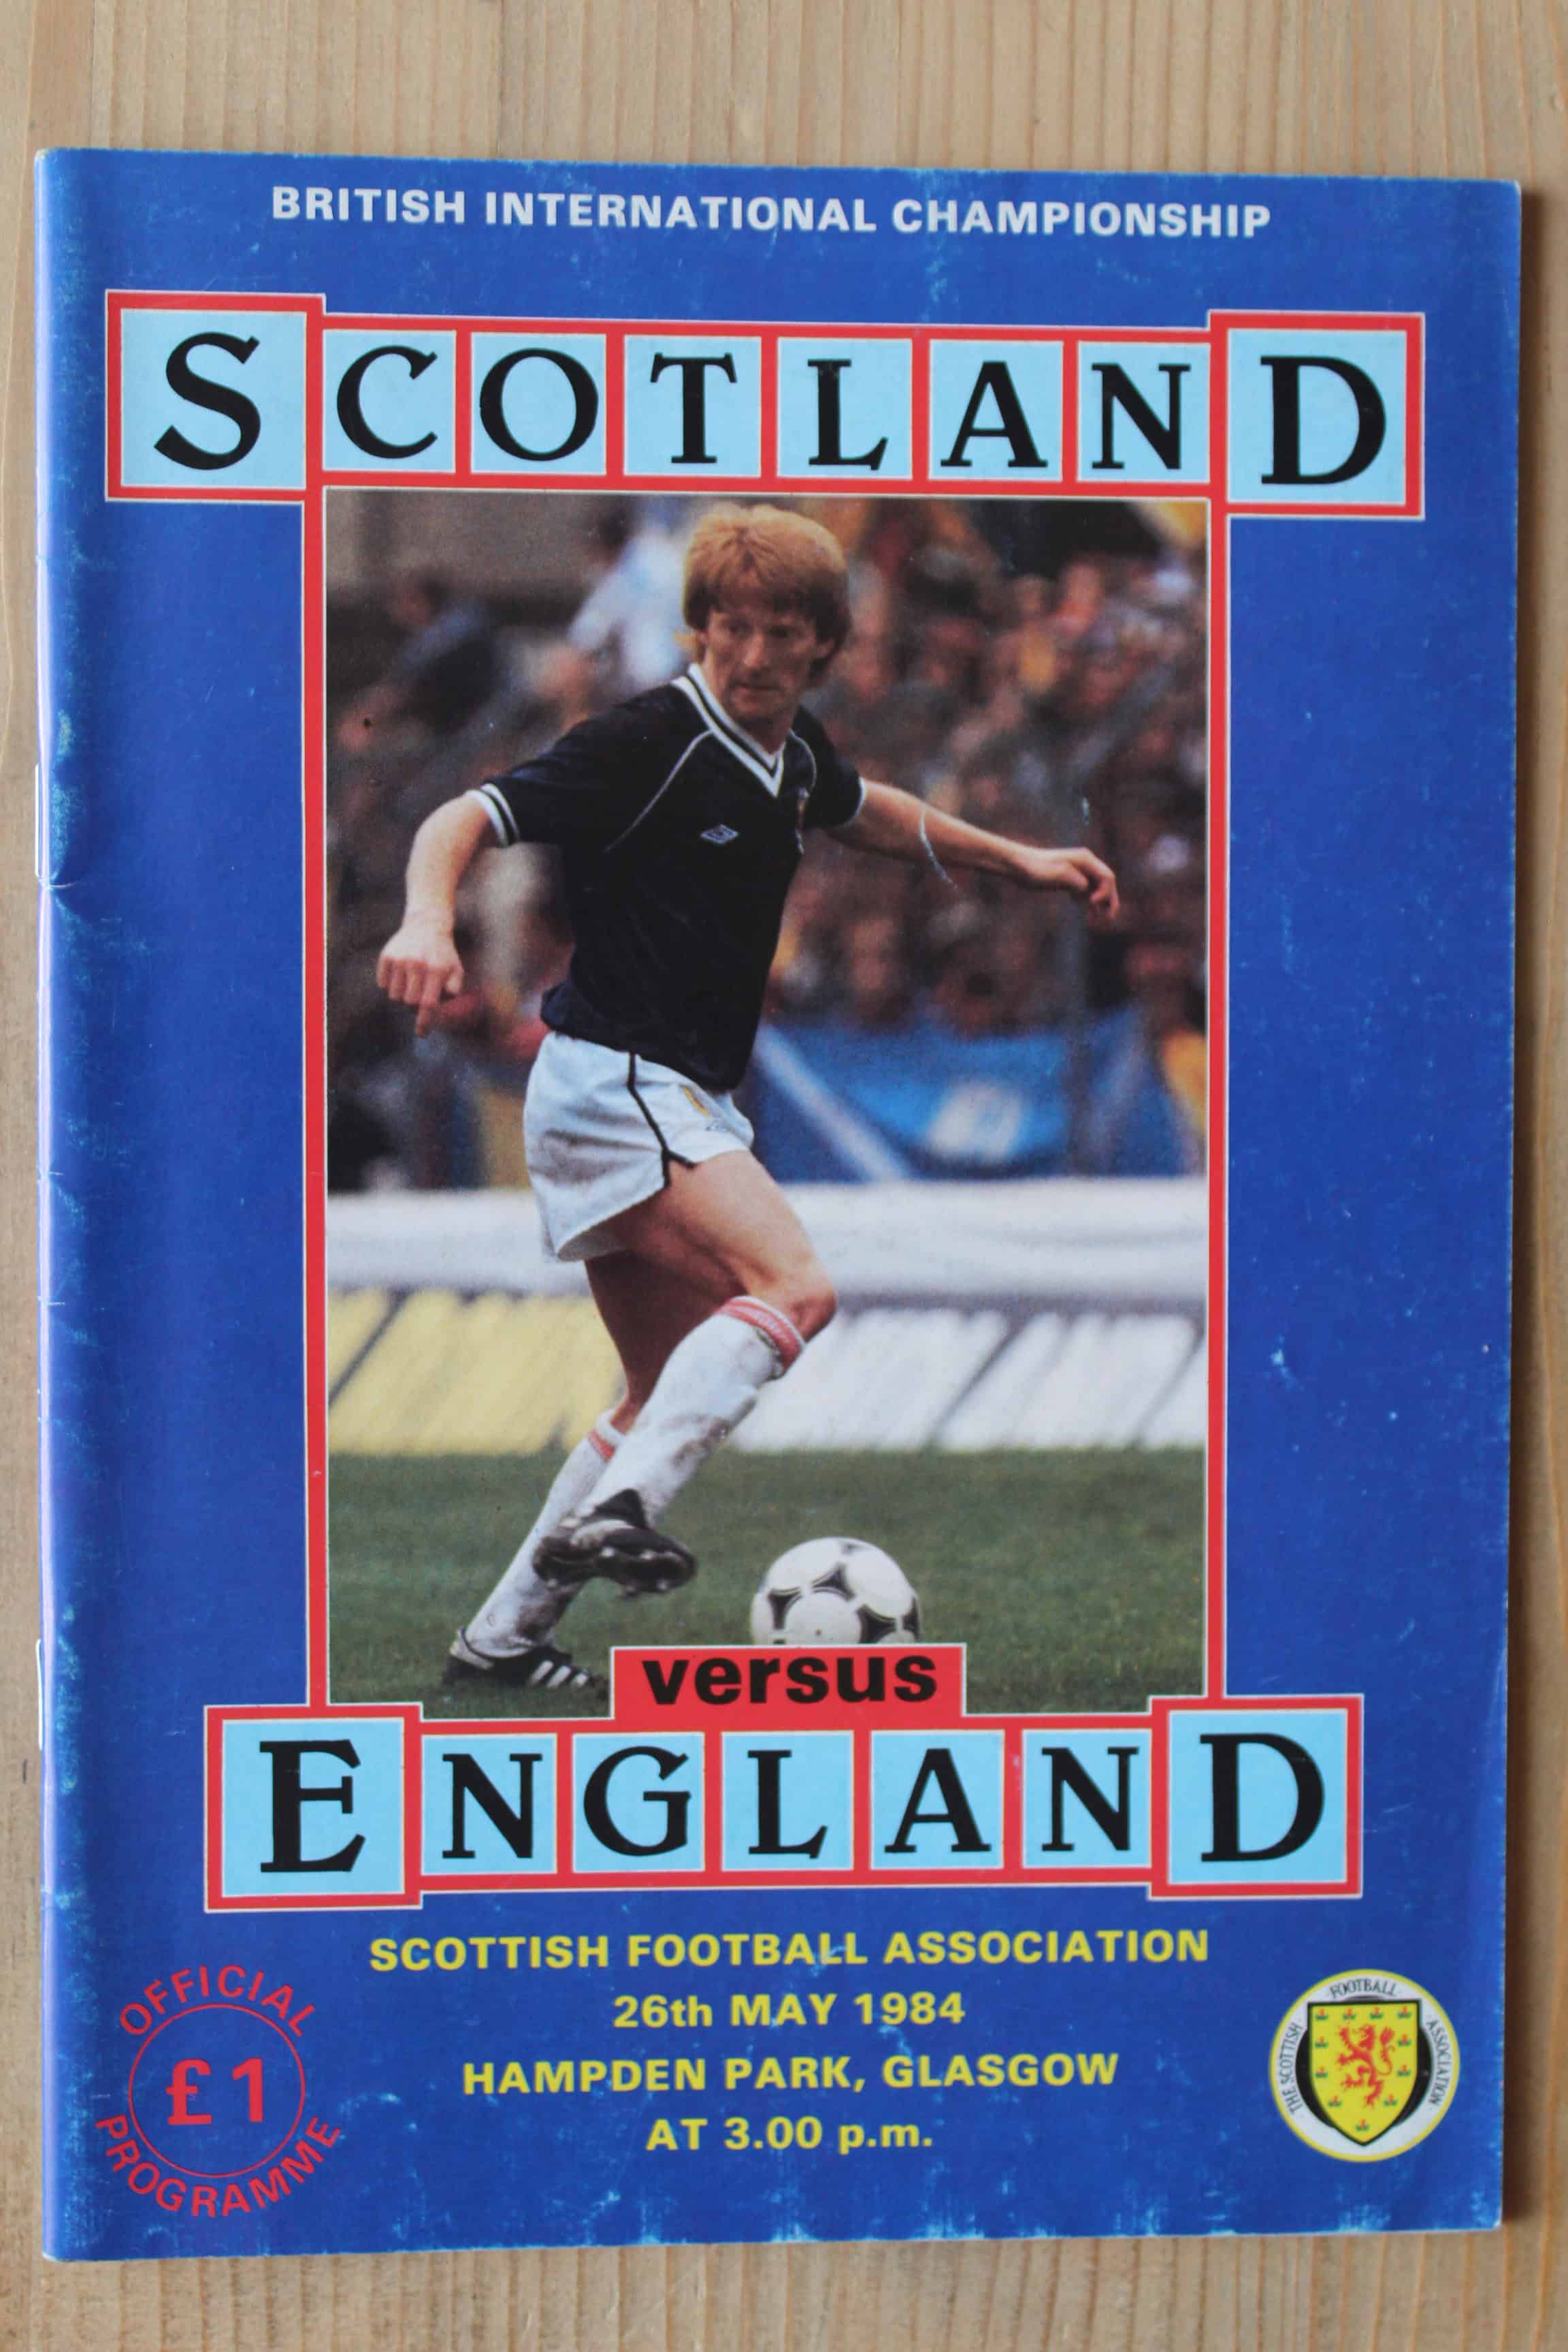 BRITISH INTERNATIONAL CHAMPIONSHIP
SCOTLAND
versus
ENGLAND
SCOTTISH FOOTBALL ASSOCIATION
26th MAY 1984
HAMPDEN PARK, GLASGOW
AT 3.00 p.m.
OFFICIAL
£1
PROGRAMME
THE SCOTTISH FOOTBALL ASSOCIATION